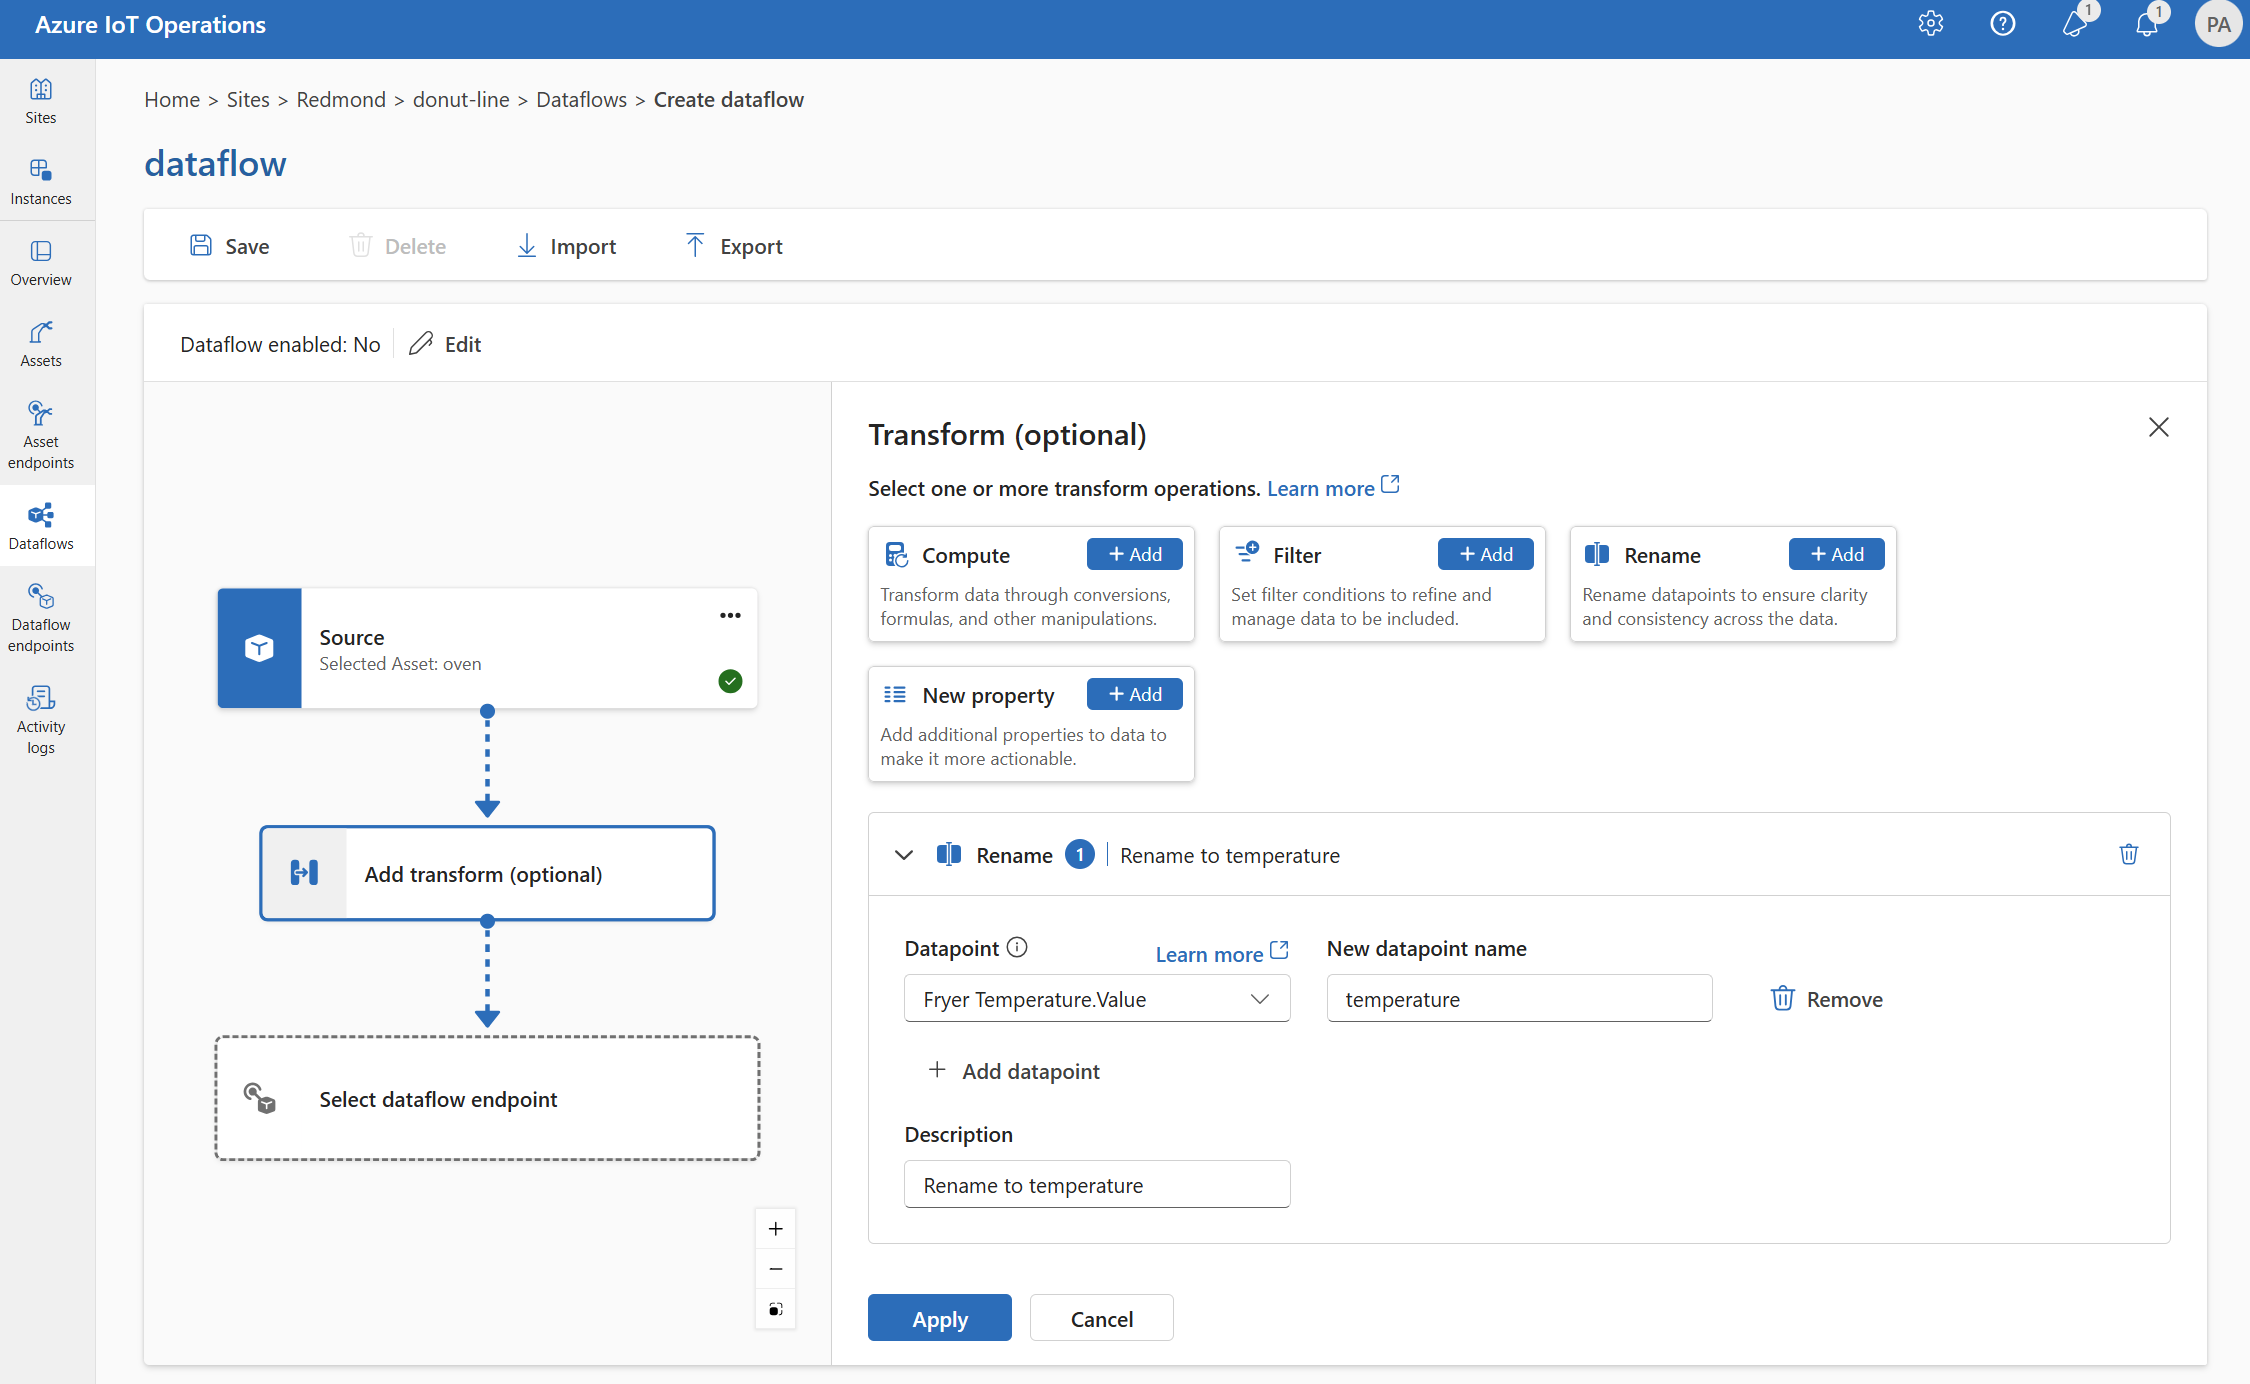 Azure IoT Operations
1
1
PA
Sites
Instances
Overview
Assets
Asset
endpoints
Dataflows
Dataflow
endpoints
Activity
logs
Home > Sites > Redmond > donut-line > Dataflows > Create dataflow
dataflow
Save
Delete
Import
Export
Dataflow enabled: No
Edit
Source
Selected Asset: oven
Add transform (optional)
Select dataflow endpoint
Transform (optional)
Select one or more transform operations. Learn more
Compute
+ Add
Transform data through conversions,
formulas, and other manipulations.
Filter
+ Add
Set filter conditions to refine and
manage data to be included.
Rename
+ Add
Rename datapoints to ensure clarity
and consistency across the data.
New property
+ Add
Add additional properties to data to
make it more actionable.
Rename 1 | Rename to temperature
Datapoint
Learn more
New datapoint name
Fryer Temperature.Value
temperature
Remove
+ Add datapoint
Description
Rename to temperature
Apply
Cancel